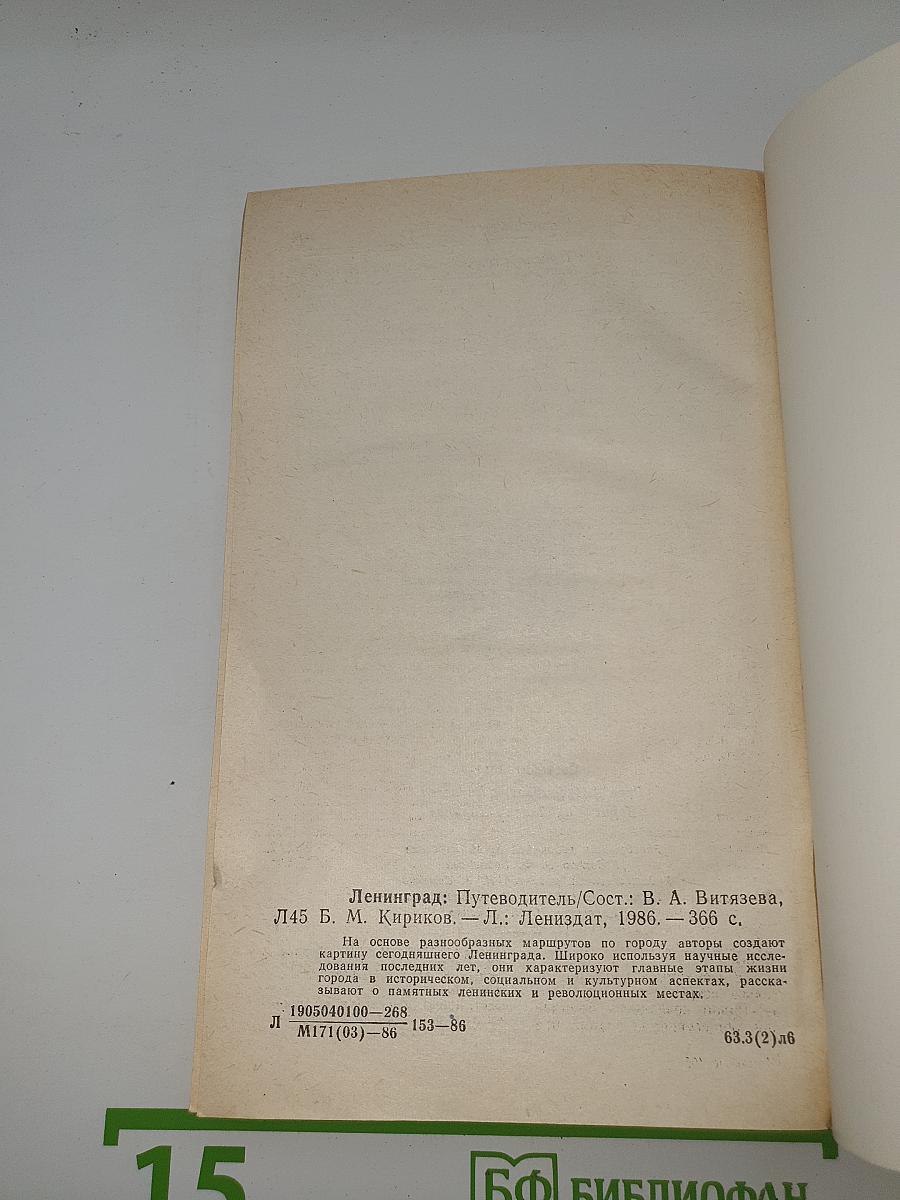 Ленинград: Путеводитель/Сост.: В. А. Витязева,
Л45 Б. М. Кириков. — Л.: Лениздат, 1986. — 366 с.
На основе разнообразных маршрутов по городу авторы создают
картину сегодняшнего Ленинграда. Широко используя научные иссле-
дования последних лет, они характеризуют главные этапы жизни
города в историческом, социальном и культурном аспектах, расска-
зывают о памятных ленинских и революционных местах.
Л 1905040100—268
М171(03)—86 153—86
63.3(2)л6
15
БФ БИБЛИОФАН